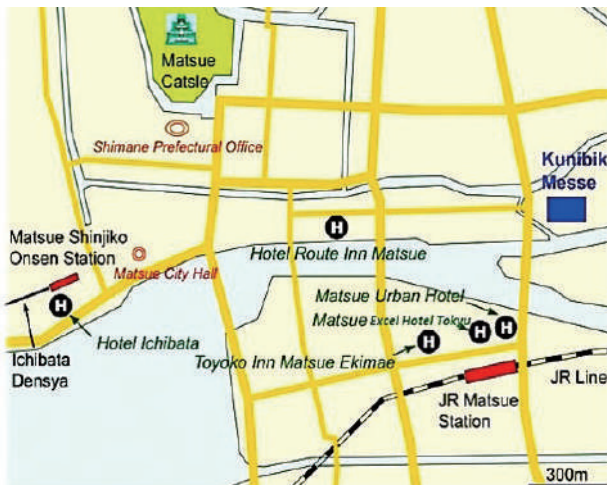 Matsue
Catsle
Shimane Prefectural Office
Kunibik
Messe
H
Hotel Route Inn Matsue
Matsue Shinjiko
Onsen Station
Matsue City Hall
H
Hotel Ichibata
Ichibata
Densya
Matsue Urban Hotel
Matsue Excel Hotel Tokyu
H
H
H
Toyoko Inn Matsue Ekimae
JR Matsue
Station
JR Line
300m